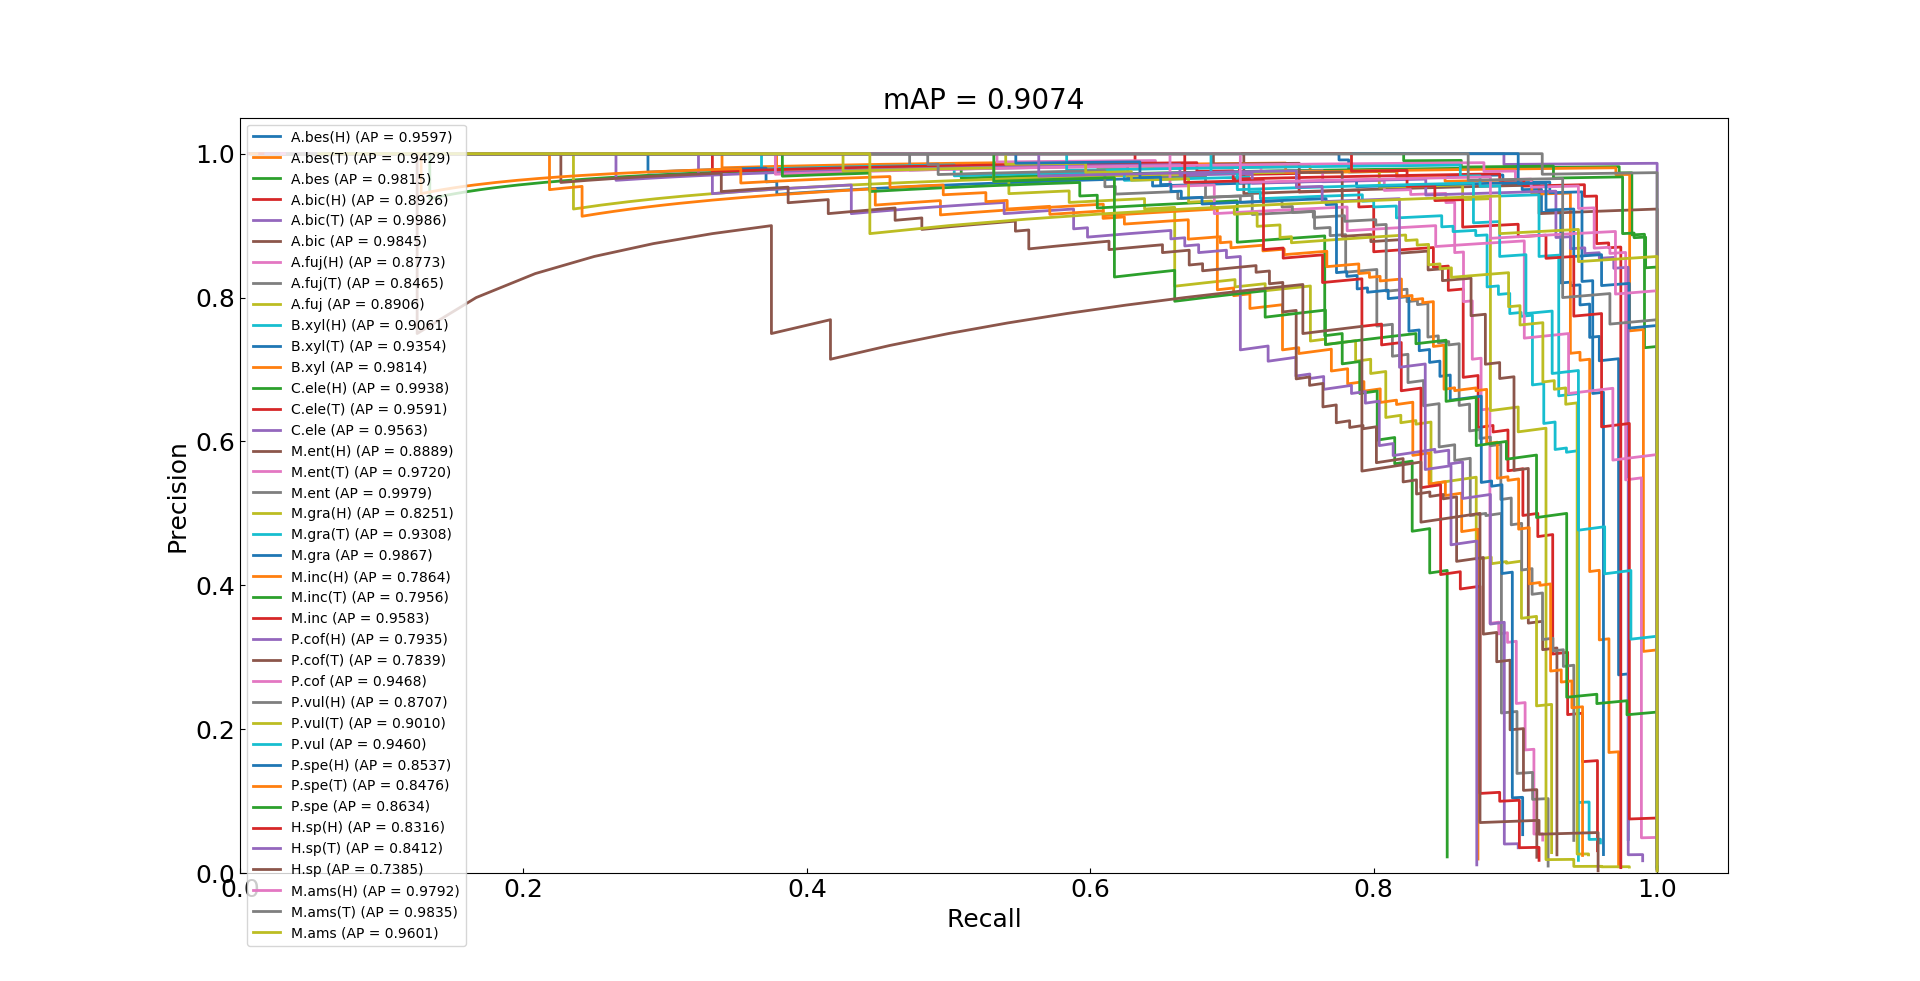 mAP = 0.9074
A.bes(H) (AP = 0.9597)
A.bes(T) (AP = 0.9429)
A.bes (AP = 0.9815)
A.bic(H) (AP = 0.8926)
A.bic(T) (AP = 0.9986)
A.bic (AP = 0.9845)
A.fuj(H) (AP = 0.8773)
A.fuj(T) (AP = 0.8465)
A.fuj (AP = 0.8906)
B.xyl(H) (AP = 0.9061)
B.xyl(T) (AP = 0.9354)
B.xyl (AP = 0.9814)
C.ele(H) (AP = 0.9938)
C.ele(T) (AP = 0.9591)
C.ele (AP = 0.9563)
M.ent(H) (AP = 0.8889)
M.ent(T) (AP = 0.9720)
M.ent (AP = 0.9979)
M.gra(H) (AP = 0.8251)
M.gra(T) (AP = 0.9308)
M.gra (AP = 0.9867)
M.inc(H) (AP = 0.7864)
M.inc(T) (AP = 0.7956)
M.inc (AP = 0.9583)
P.cof(H) (AP = 0.7935)
P.cof(T) (AP = 0.7839)
P.cof (AP = 0.9468)
P.vul(H) (AP = 0.8707)
P.vul(T) (AP = 0.9010)
P.vul (AP = 0.9460)
P.spe(H) (AP = 0.8537)
P.spe(T) (AP = 0.8476)
P.spe (AP = 0.8634)
H.sp(H) (AP = 0.8316)
H.sp(T) (AP = 0.8412)
H.sp (AP = 0.7385)
M.ams(H) (AP = 0.9792)
M.ams(T) (AP = 0.9835)
M.ams (AP = 0.9601)
1.0
0.8
0.6
0.4
0.2
0.0
Precision
0.0 0.2 0.4 0.6 0.8 1.0
Recall